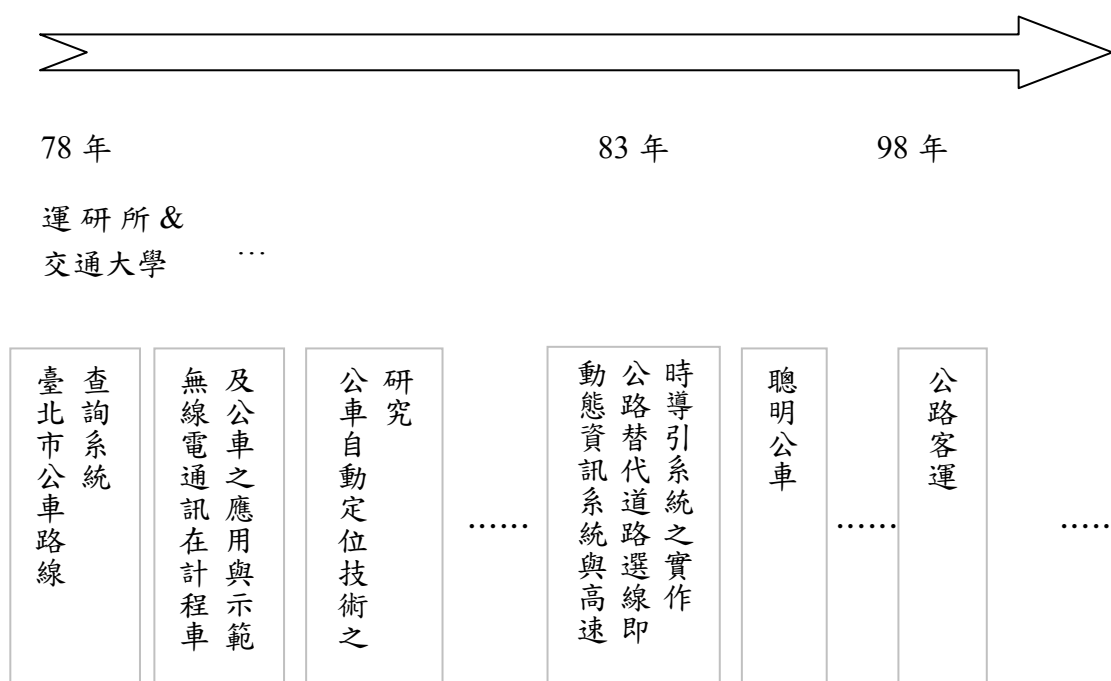 78 年
83 年
98 年
運研所&
交通大學
…
臺北市公車路線
查詢系統
無線電通訊在計程車
及公車之應用與示範
公車自動定位技術之
研究
……
動態資訊系統與高速
公路替代道路選線即
時導引系統之實作
聰明公車
……
公路客運
.....